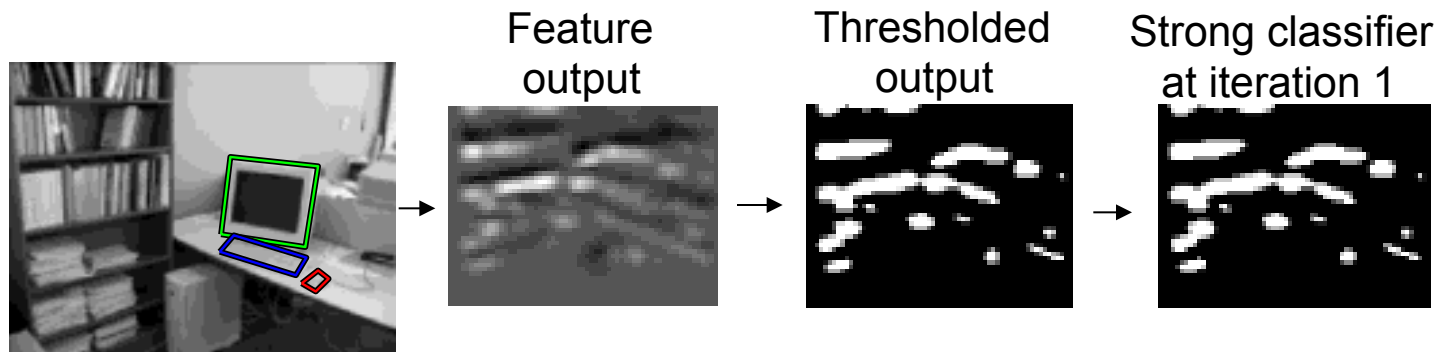 Feature
output
Thresholded
output
Strong classifier
at iteration 1